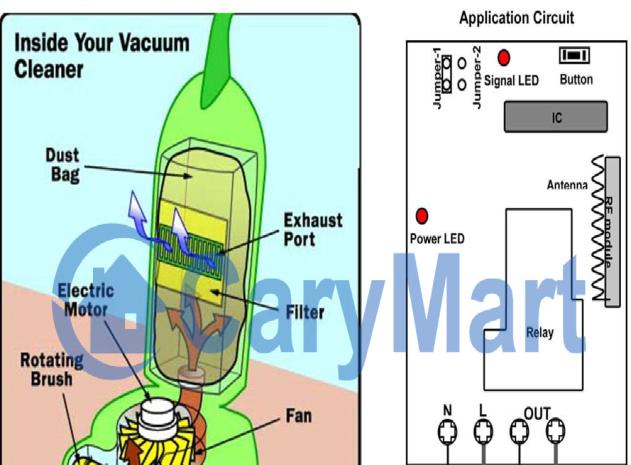 Inside Your Vacuum
Cleaner
Dust
Bag
Exhaust
Port
Electric
Motor
Filter
Rotating
Brush
Fan
CaryMart
Application Circuit
Jumper-1
Jumper-2
Signal LED
Button
IC
Antenna
RF module
Power LED
Relay
N
L
OUT